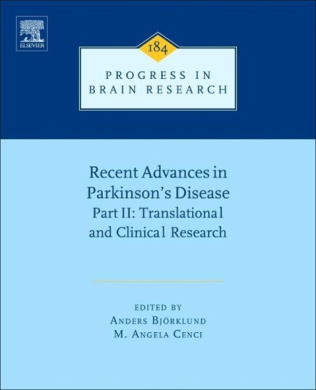 ELSEVIER
184
PROGRESS IN
BRAIN RESEARCH
Recent Advances in
Parkinson's Disease
Part II: Translational
and Clinical Research
EDITED BY
ANDERS BJÖRKLUND
M. ANGELA CENCI